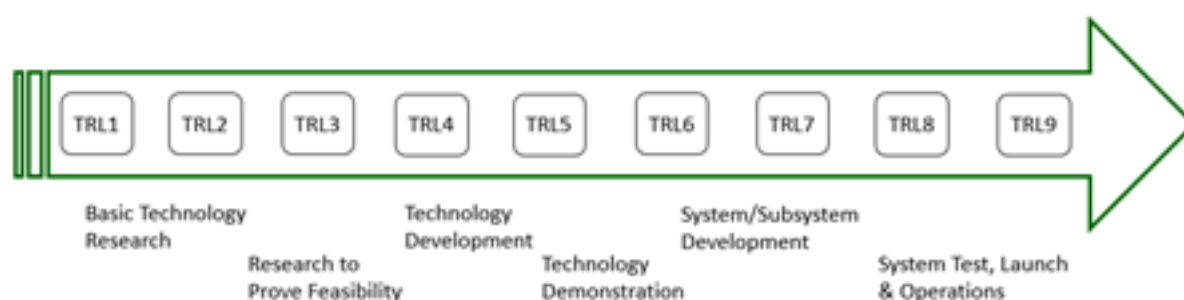 TRL1
TRL2
TRL3
TRL4
TRL5
TRL6
TRL7
TRL8
TRL9
Basic Technology
Research
Research to
Prove Feasibility
Technology
Development
Technology
Demonstration
System/Subsystem
Development
System Test, Launch
& Operations